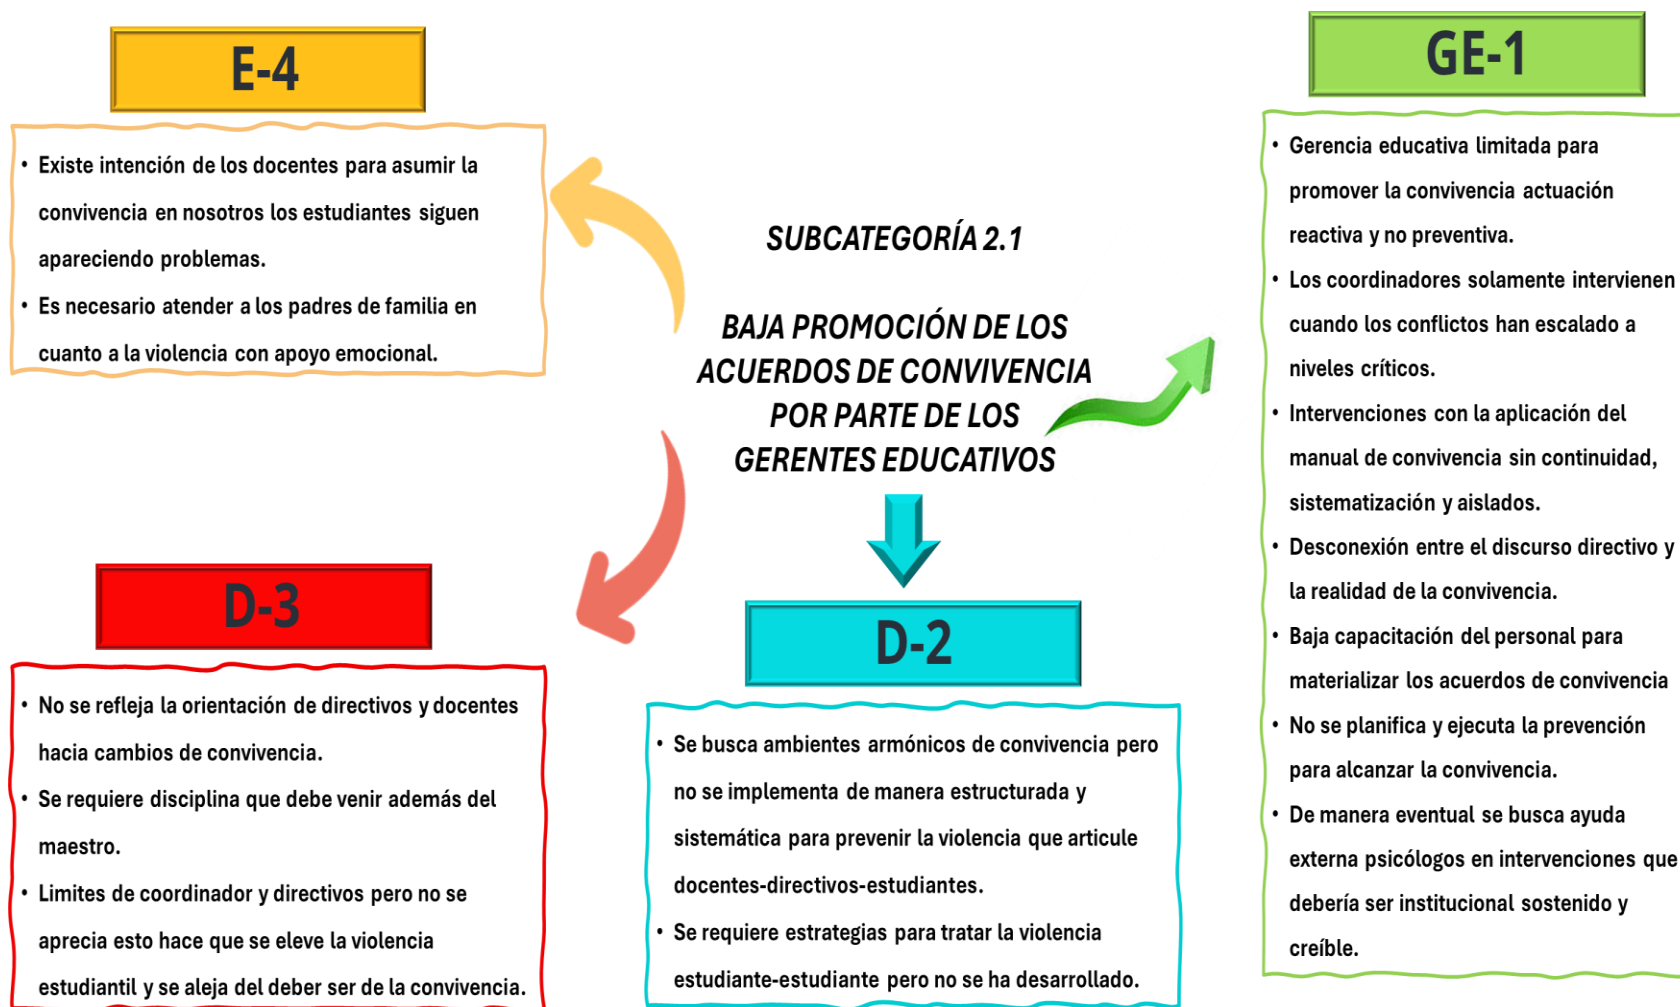 E-4
• Existe intención de los docentes para asumir la
convivencia en nosotros los estudiantes siguen
apareciendo problemas.
• Es necesario atender a los padres de familia en
cuanto a la violencia con apoyo emocional.
SUBCATEGORÍA 2.1
BAJA PROMOCIÓN DE LOS
ACUERDOS DE CONVIVENCIA
POR PARTE DE LOS
GERENTES EDUCATIVOS
GE-1
• Gerencia educativa limitada para
promover la convivencia actuación
reactiva y no preventiva.
• Los coordinadores solamente intervienen
cuando los conflictos han escalado a
niveles críticos.
• Intervenciones con la aplicación del
manual de convivencia sin continuidad,
sistematización y aislados.
• Desconexión entre el discurso directivo y
la realidad de la convivencia.
• Baja capacitación del personal para
materializar los acuerdos de convivencia
• No se planifica y ejecuta la prevención
para alcanzar la convivencia.
• De manera eventual se busca ayuda
externa psicólogos en intervenciones que
debería ser institucional sostenido y
creíble.
D-3
• No se refleja la orientación de directivos y docentes
hacia cambios de convivencia.
• Se requiere disciplina que debe venir además del
maestro.
• Limites de coordinador y directivos pero no se
aprecia esto hace que se eleve la violencia
estudiantil y se aleja del deber ser de la convivencia.
D-2
• Se busca ambientes armónicos de convivencia pero
no se implementa de manera estructurada y
sistemática para prevenir la violencia que articule
docentes-directivos-estudiantes.
• Se requiere estrategias para tratar la violencia
estudiante-estudiante pero no se ha desarrollado.